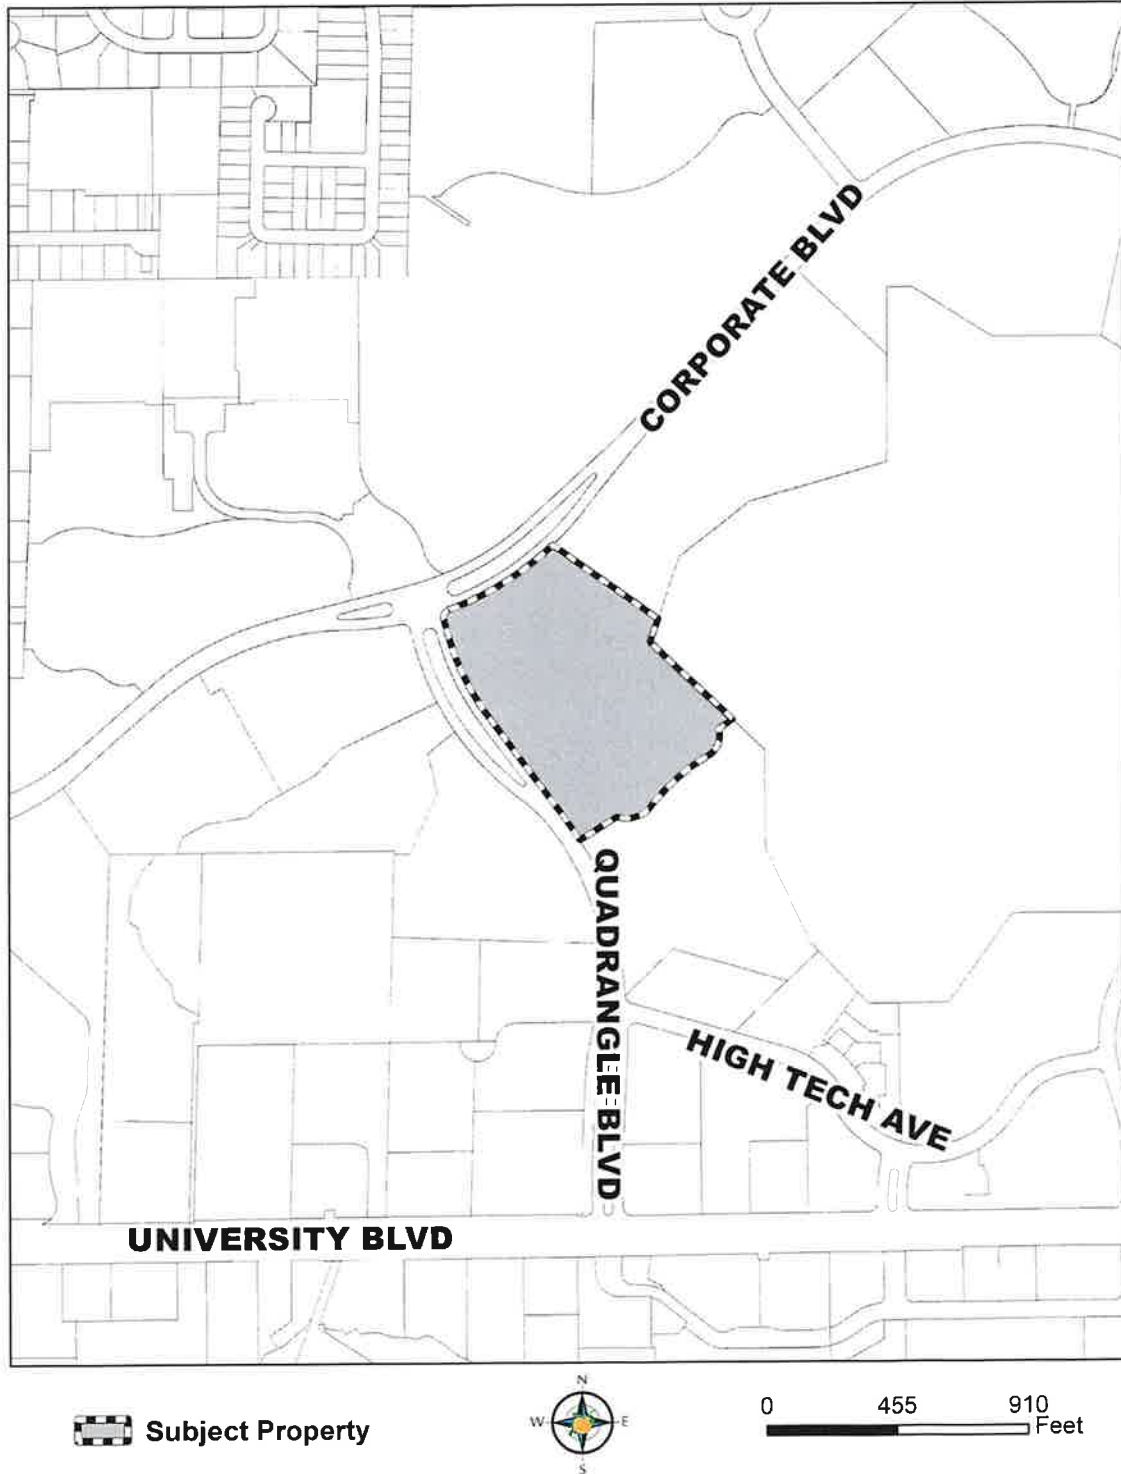 CORPORATE BLVD
QUADRANGLE BLVD
HIGH TECH AVE
UNIVERSITY BLVD
Subject Property
N
W E
S
0 455 910
Feet